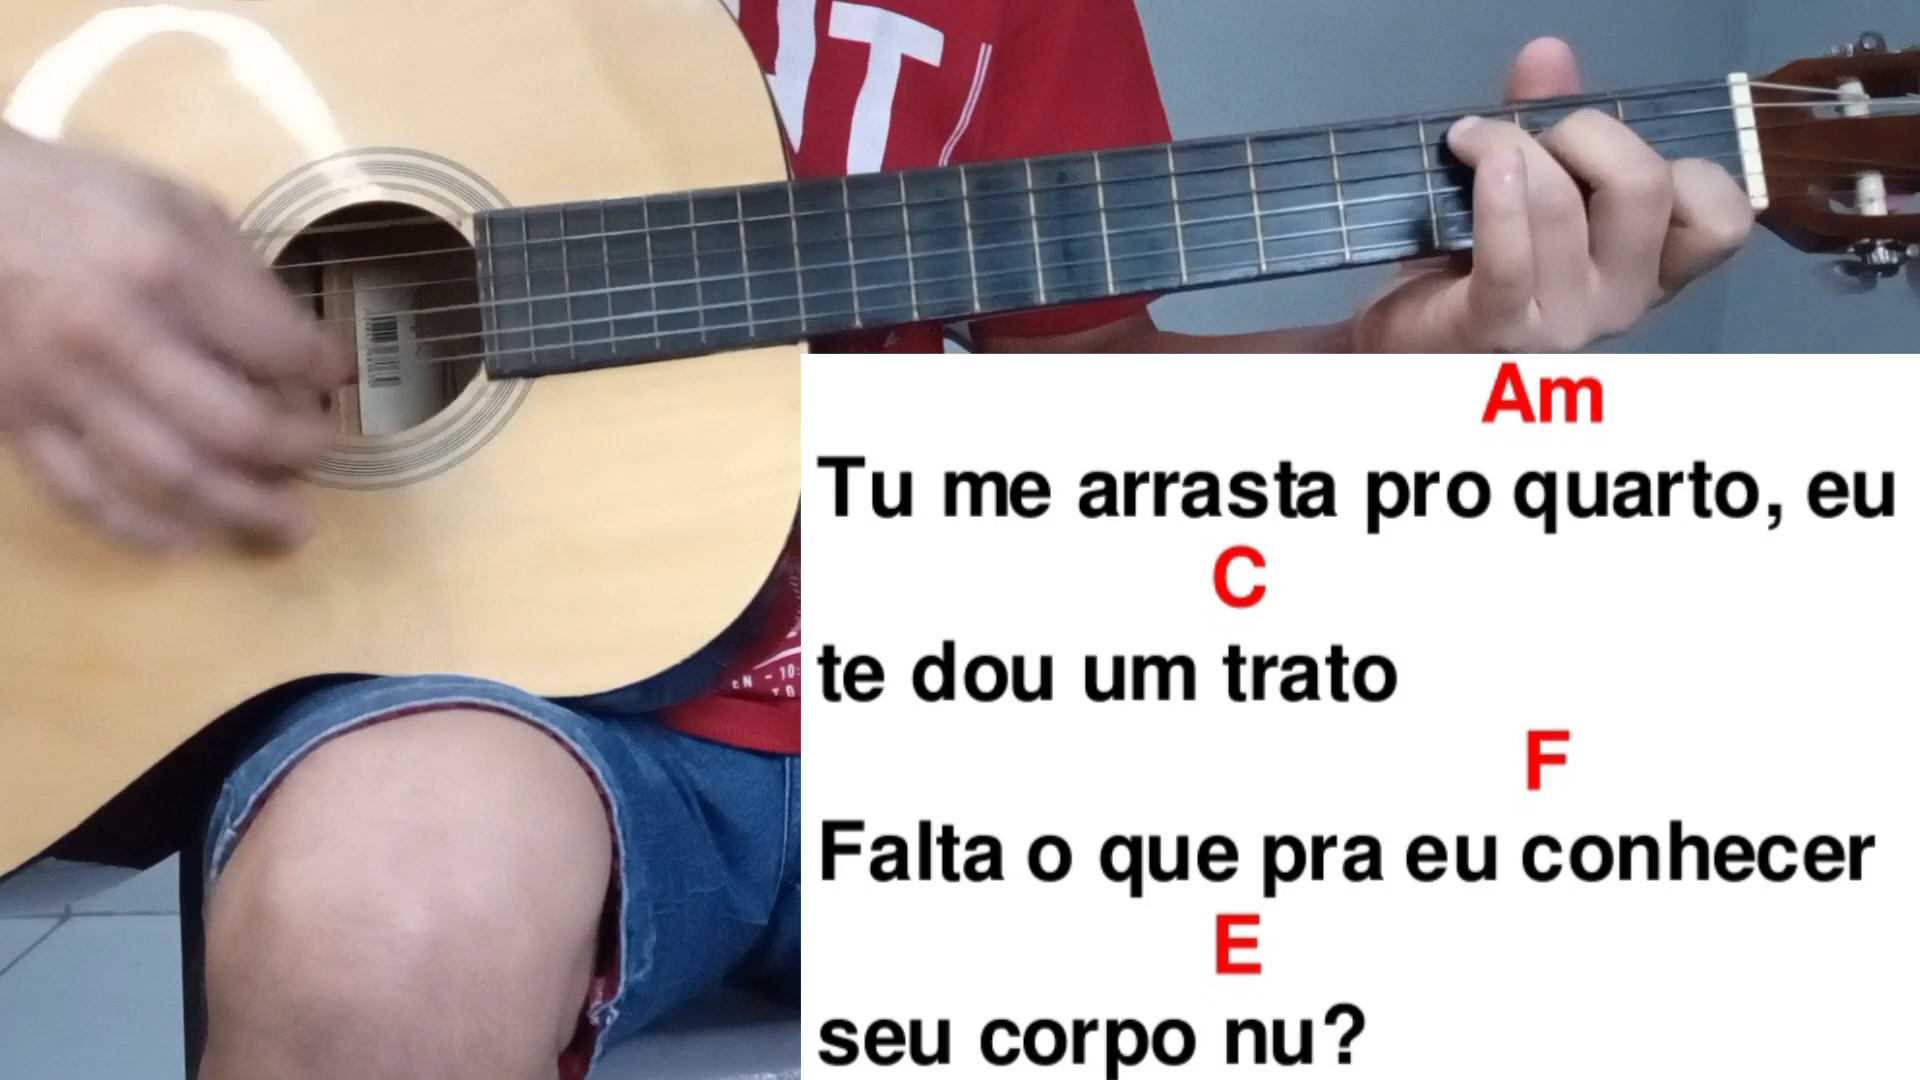 NT
Am
Tu me arrasta pro quarto, eu
C
te dou um trato
F
Falta o que pra eu conhecer
E
seu corpo nu?